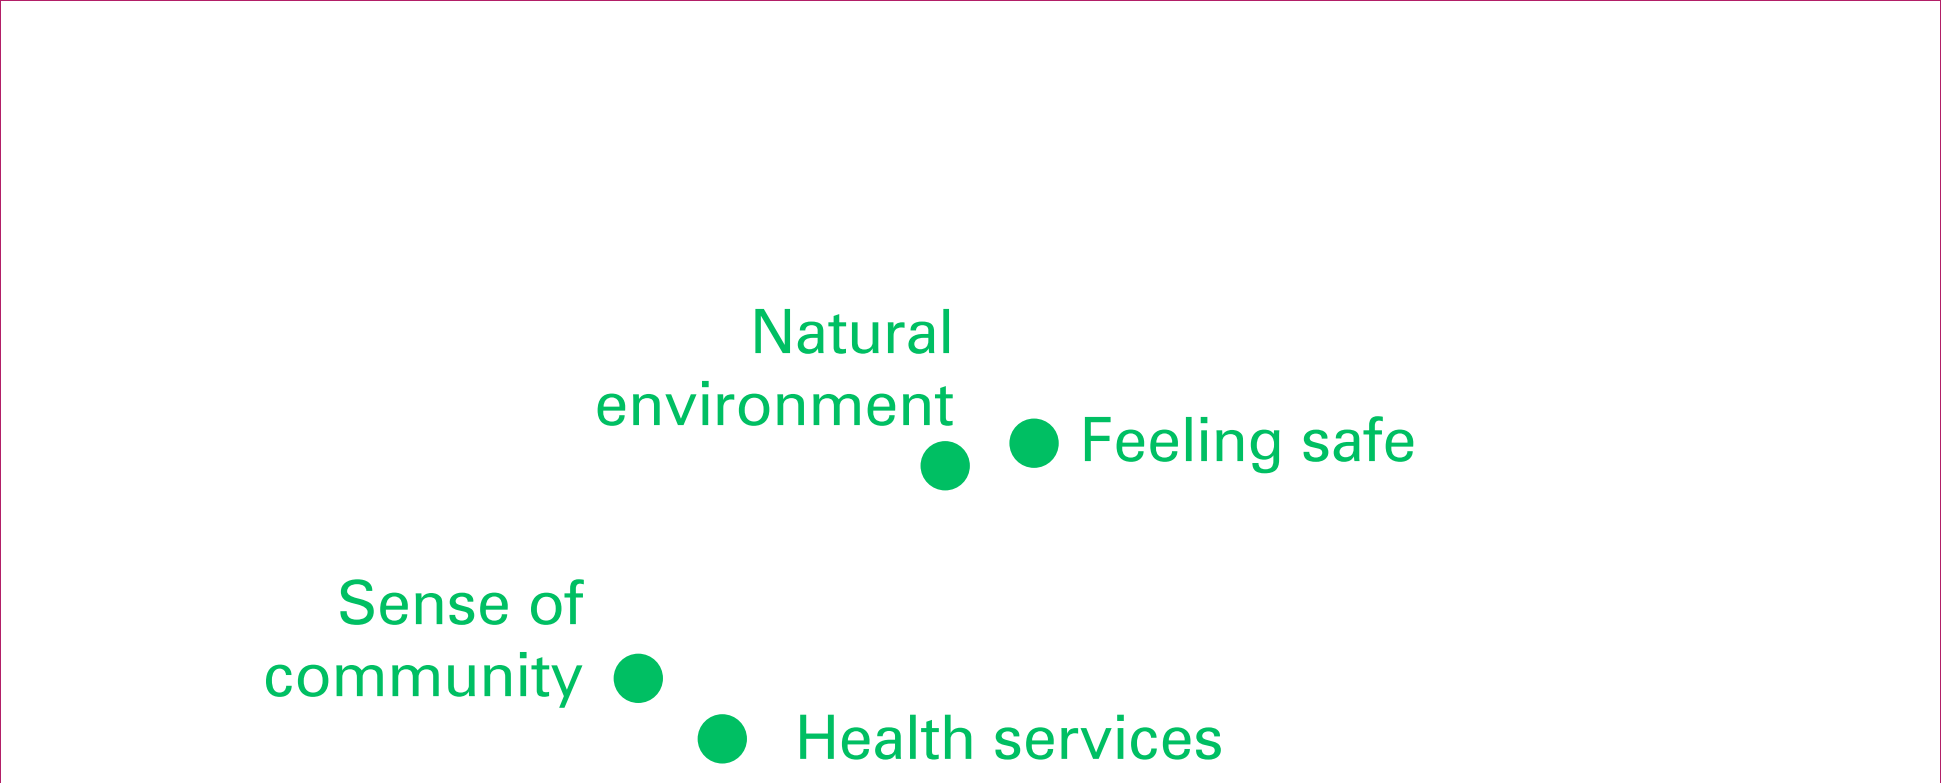 Natural
environment
Feeling safe
Sense of
community
Health services